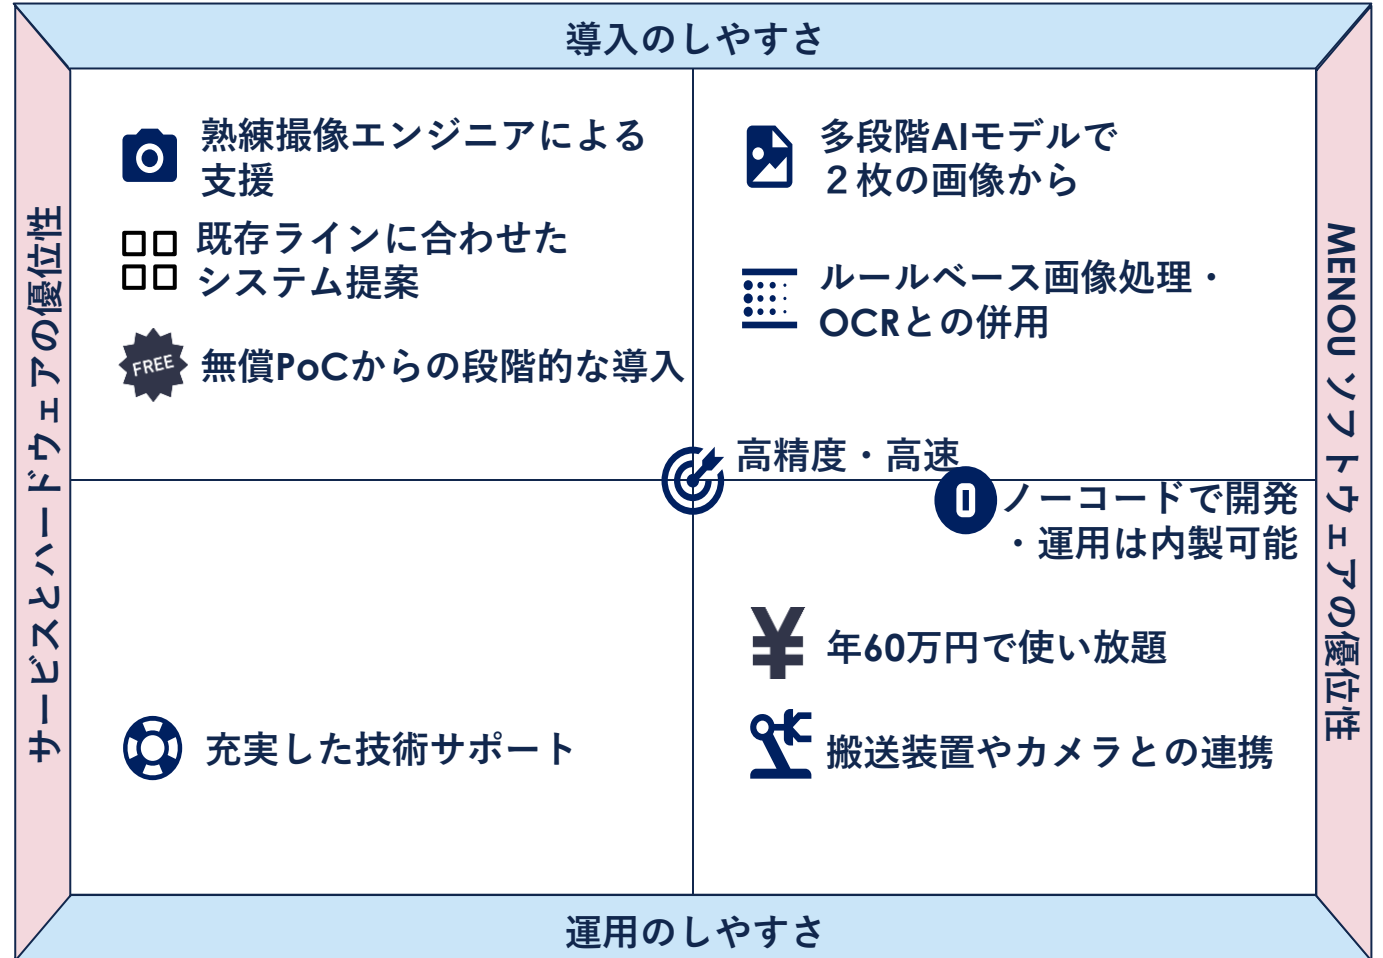 導入のしやすさ
サービスとハードウェアの優位性
熟練撮像エンジニアによる
支援
既存ラインに合わせた
システム提案
FREE
無償PoCからの段階的な導入
多段階AIモデルで
２枚の画像から
ルールベース画像処理・
OCRとの併用
高精度・高速
0
ノーコードで開発
・運用は内製可能
¥
年60万円で使い放題
充実した技術サポート
搬送装置やカメラとの連携
MENOU ソフトウェアの優位性
運用のしやすさ